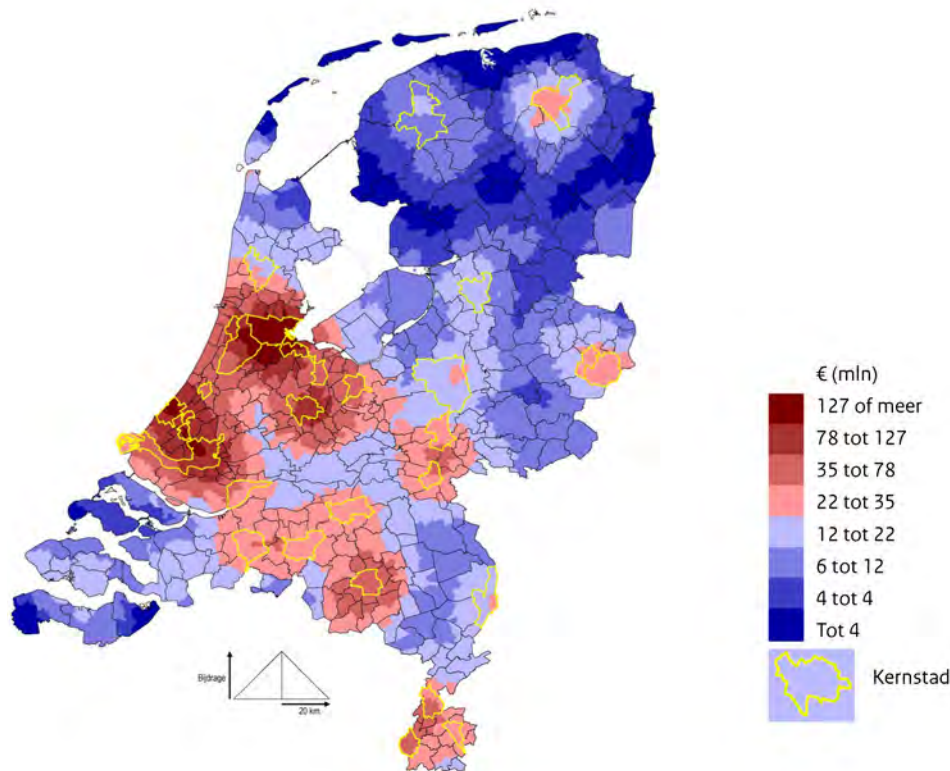 € (mln)
127 of meer
78 tot 127
35 tot 78
22 tot 35
12 tot 22
6 tot 12
4 tot 4
Tot 4
Kernstad
Bijdrage
20 km